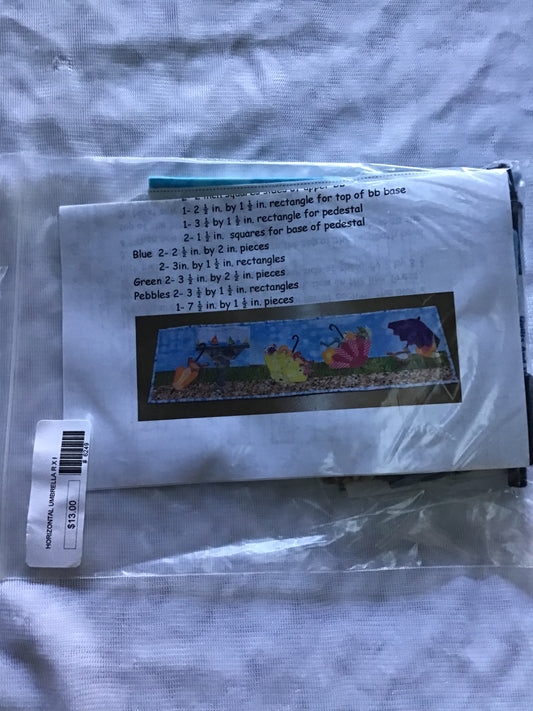 1- 2 ½ in. by 1 ½ in. rectangle for top of bb base
1- 3 ½ by 1 ½ in. rectangle for pedestal
2- 1 ½ in. squares for base of pedestal
Blue 2- 2 ½ in. by 2 in. pieces
2- 3in. by 1 ½ in. rectangles
Green 2- 3 ½ in. by 2 ½ in. pieces
Pebbles 2- 3 ½ by 1 ½ in. rectangles
1- 7 ½ in. by 1 ½ in. pieces
HORIZONTAL UMBRELLA R X I
# 6249
$13.00